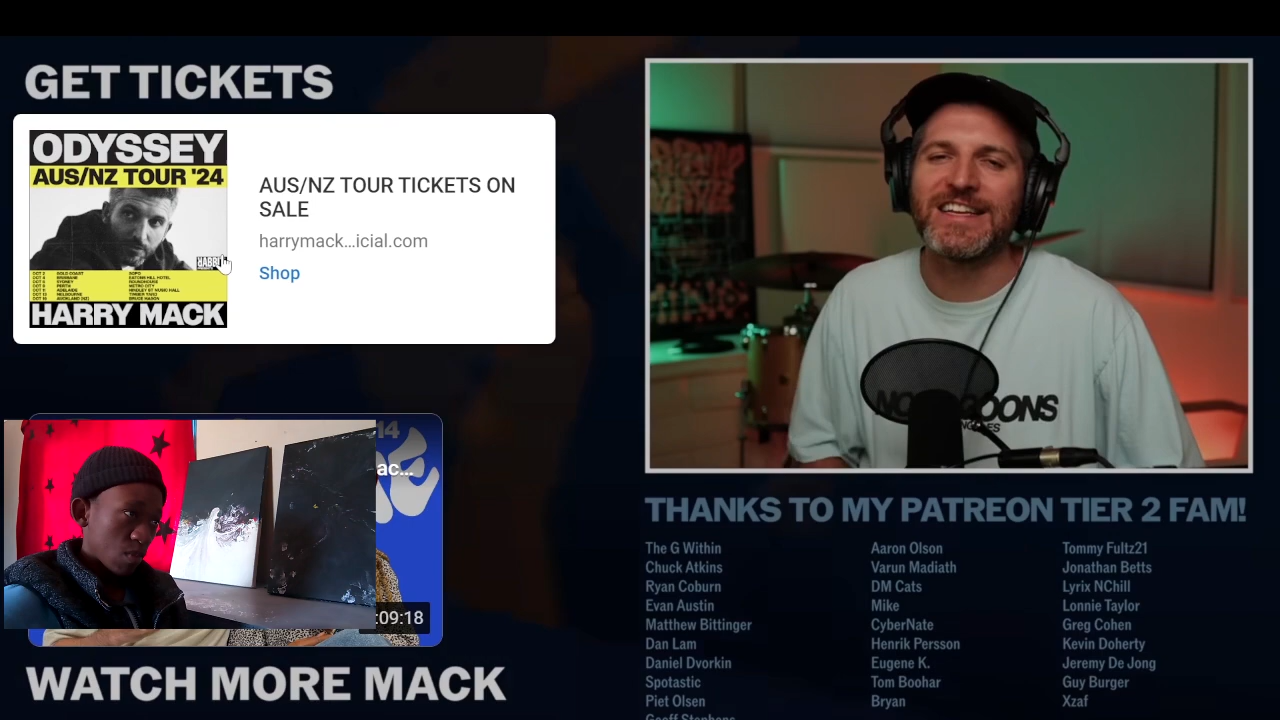 GET TICKETS
ODYSSEY
AUS/NZ TOUR '24
HARRY MACK
AUS/NZ TOUR TICKETS ON
SALE
harrymack...icial.com
Shop
14
ac...
:09:18
WATCH MORE MACK
THANKS TO MY PATREON TIER 2 FAM!
The G Within
Chuck Atkins
Ryan Coburn
Evan Austin
Matthew Bittinger
Dan Lam
Daniel Dvorkin
Spotastic
Piet Olsen
Geoff Stephens
Aaron Olson
Varun Madiath
DM Cats
Mike
CyberNate
Henrik Persson
Eugene K.
Tom Boohar
Bryan
Tommy Fultz21
Jonathan Betts
Lyrix NChill
Lonnie Taylor
Greg Cohen
Kevin Doherty
Jeremy De Jong
Guy Burger
Xzaf